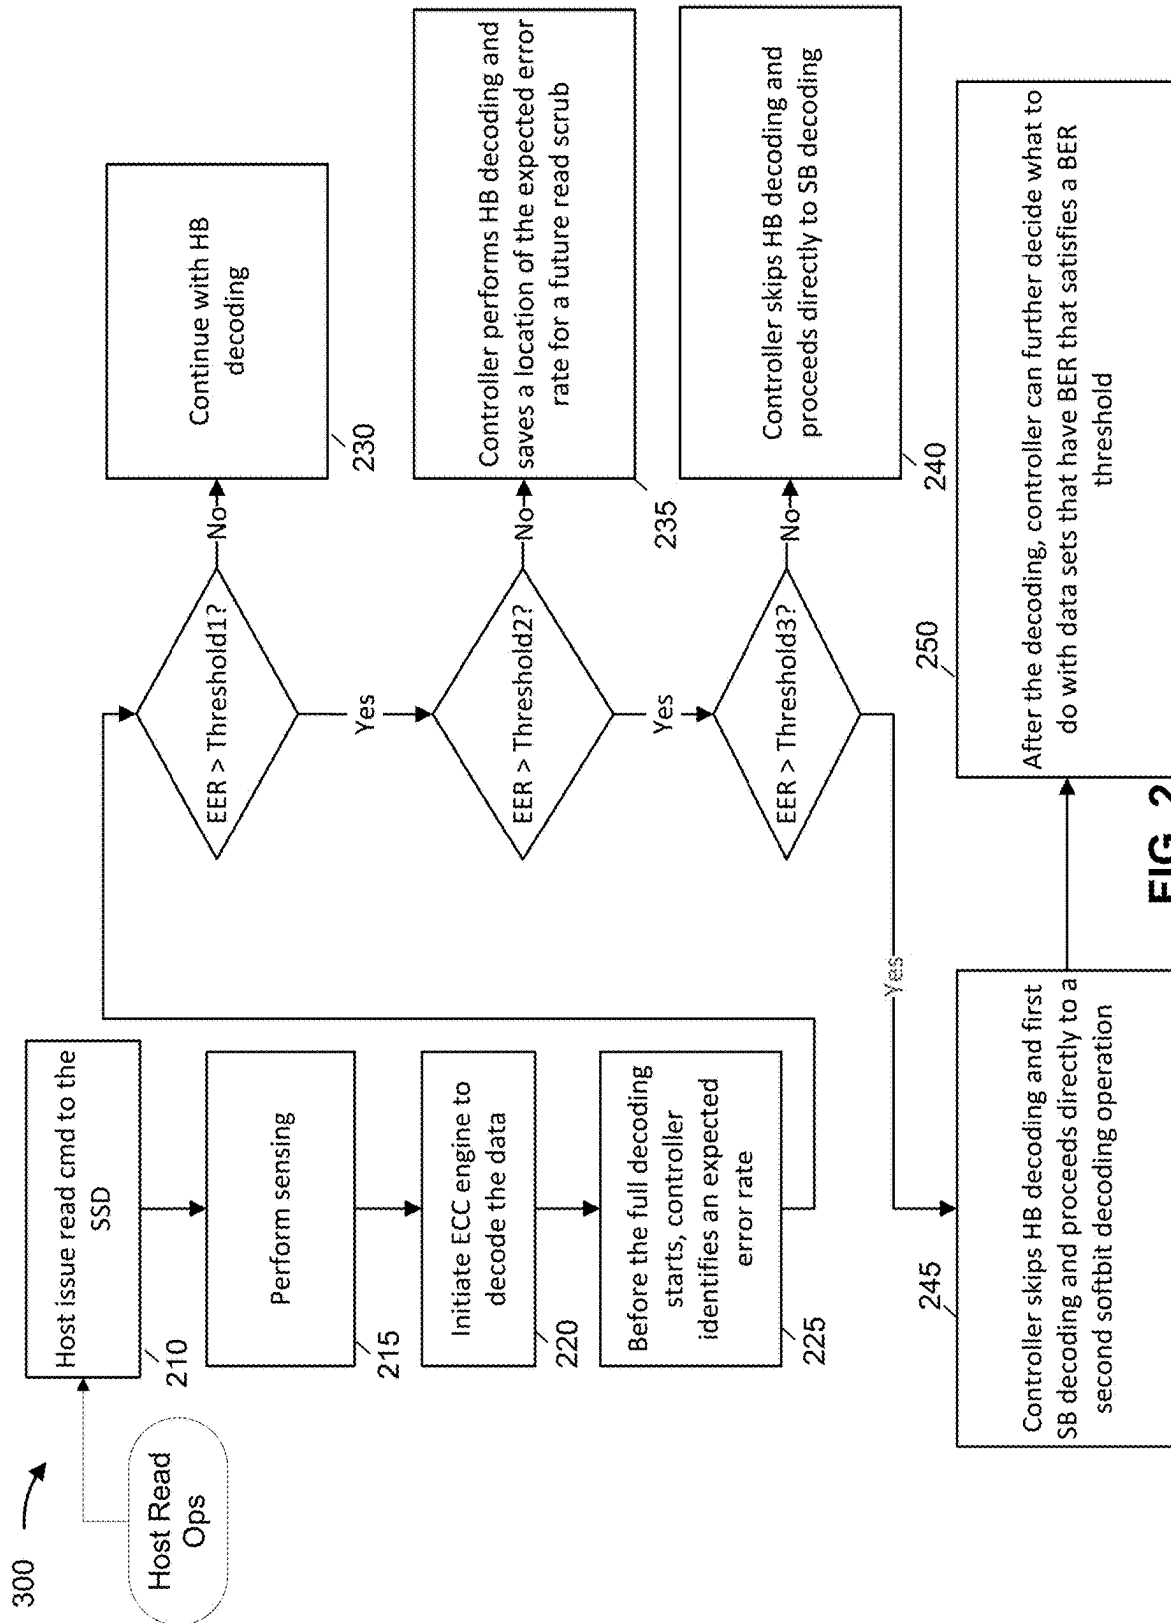 300
Host Read
Ops
Host issue read cmd to the
SSD
210
Perform sensing
215
Initiate ECC engine to
decode the data
220
Before the full decoding
starts, controller
identifies an expected
error rate
225
EER > Threshold1?
No
Continue with HB
decoding
230
Yes
EER > Threshold2?
No
Controller performs HB decoding and
saves a location of the expected error
rate for a future read scrub
235
Yes
EER > Threshold3?
No
Controller skips HB decoding and
proceeds directly to SB decoding
240
Yes
245
Controller skips HB decoding and first
SB decoding and proceeds directly to a
second softbit decoding operation
250
After the decoding, controller can further decide what to
do with data sets that have BER that satisfies a BER
threshold
FIG. 2